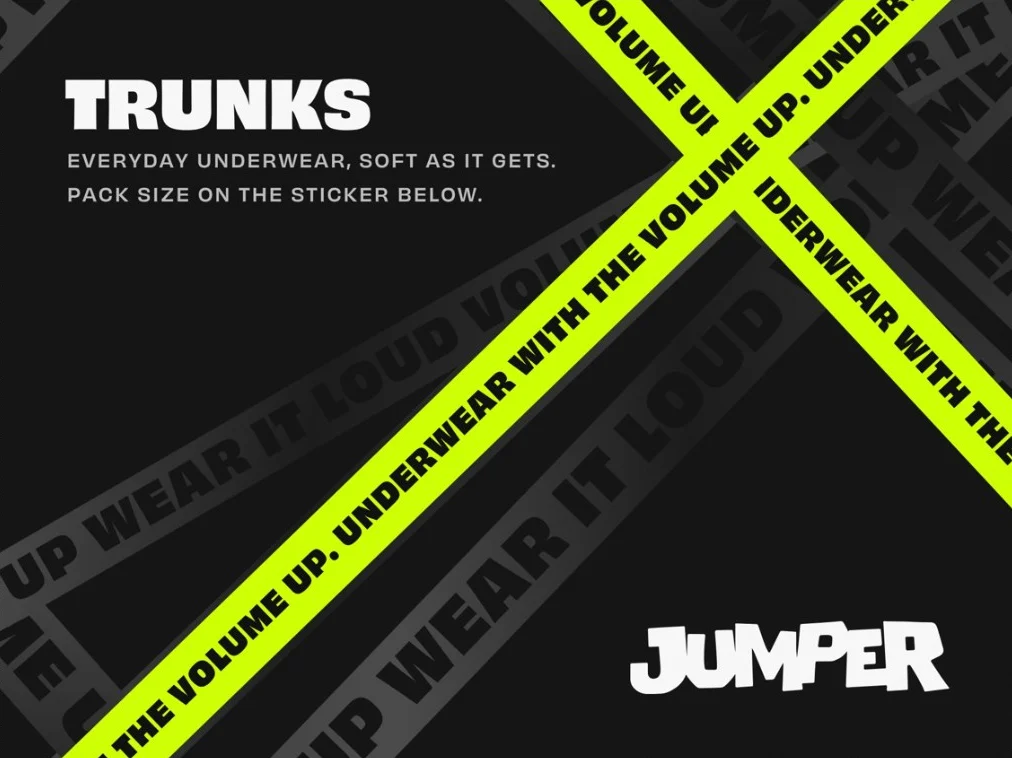 TRUNKS
EVERYDAY UNDERWEAR, SOFT AS IT GETS.
PACK SIZE ON THE STICKER BELOW.
VOLUME
UNDERWEAR WITH THE
THE VOLUME UP. UNDERWEAR WITH THE VOLUME UP.
UP WEAR IT LOUD
UP WEAR IT LOUD
JUMPER